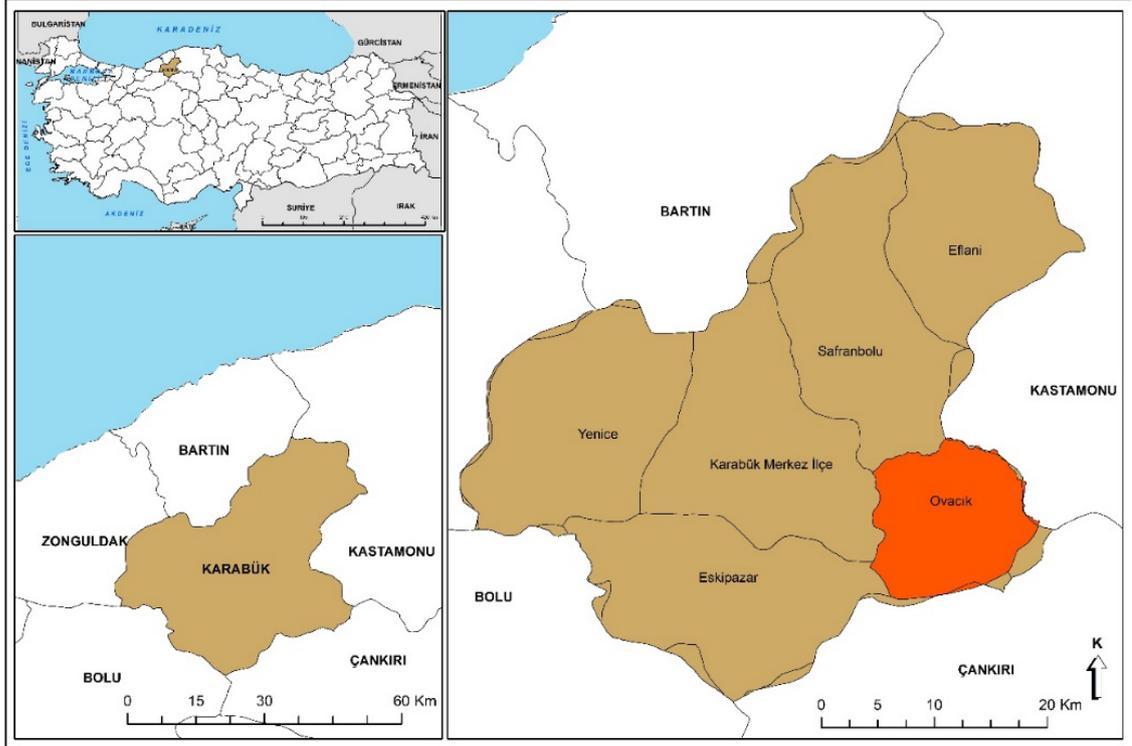 BULGARİSTAN
KARADENİZ
GÜRCİSTAN
NANİSTAN
ERMENİSTAN
EGE DENİZİ
İRAN
AKDENİZ
SURİYE
IRAK
BARTIN
ZONGULDAK
KARABÜK
KASTAMONU
ÇANKIRI
BOLU
0 15 30 60 Km
BARTIN
Eflani
Safranbolu
KASTAMONU
Yenice
Karabük Merkez İlçe
Ovacık
Eskipazar
BOLU
K
ÇANKIRI
0 5 10 20 Km